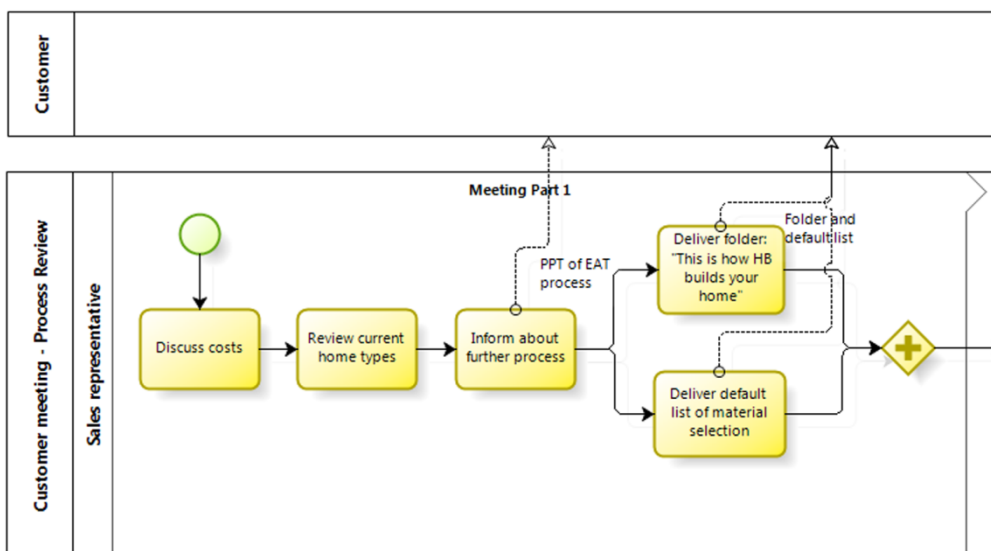 Customer
Customer meeting - Process Review
Sales representative
Meeting Part 1
Discuss costs
Review current
home types
Inform about
further process
PPT of EAT
process
Deliver folder:
"This is how HB
builds your
home"
Folder and
default list
Deliver default
list of material
selection